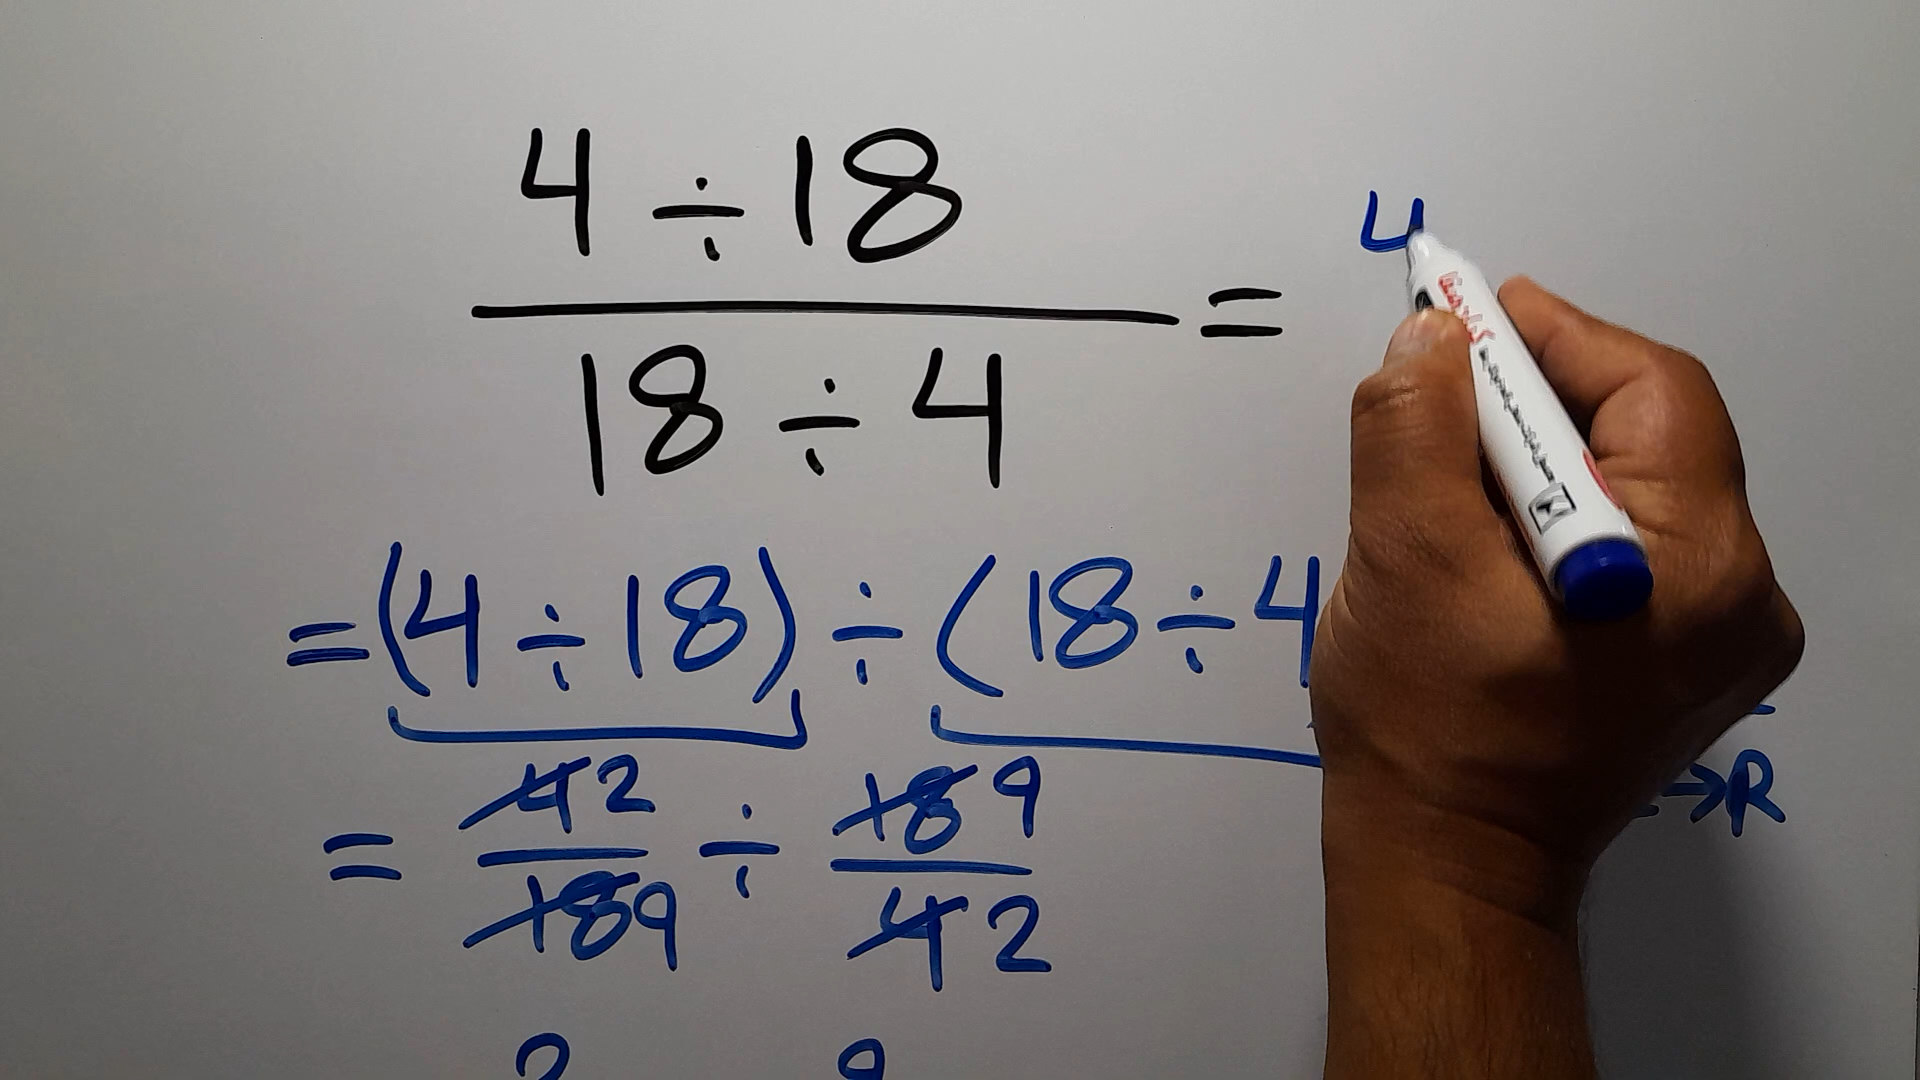 4 ÷ 18
18 ÷ 4
= 4
= (4 ÷ 18) ÷ (18 ÷ 4
→ R
= 4 2 ÷ 18 9
18 9 4 2